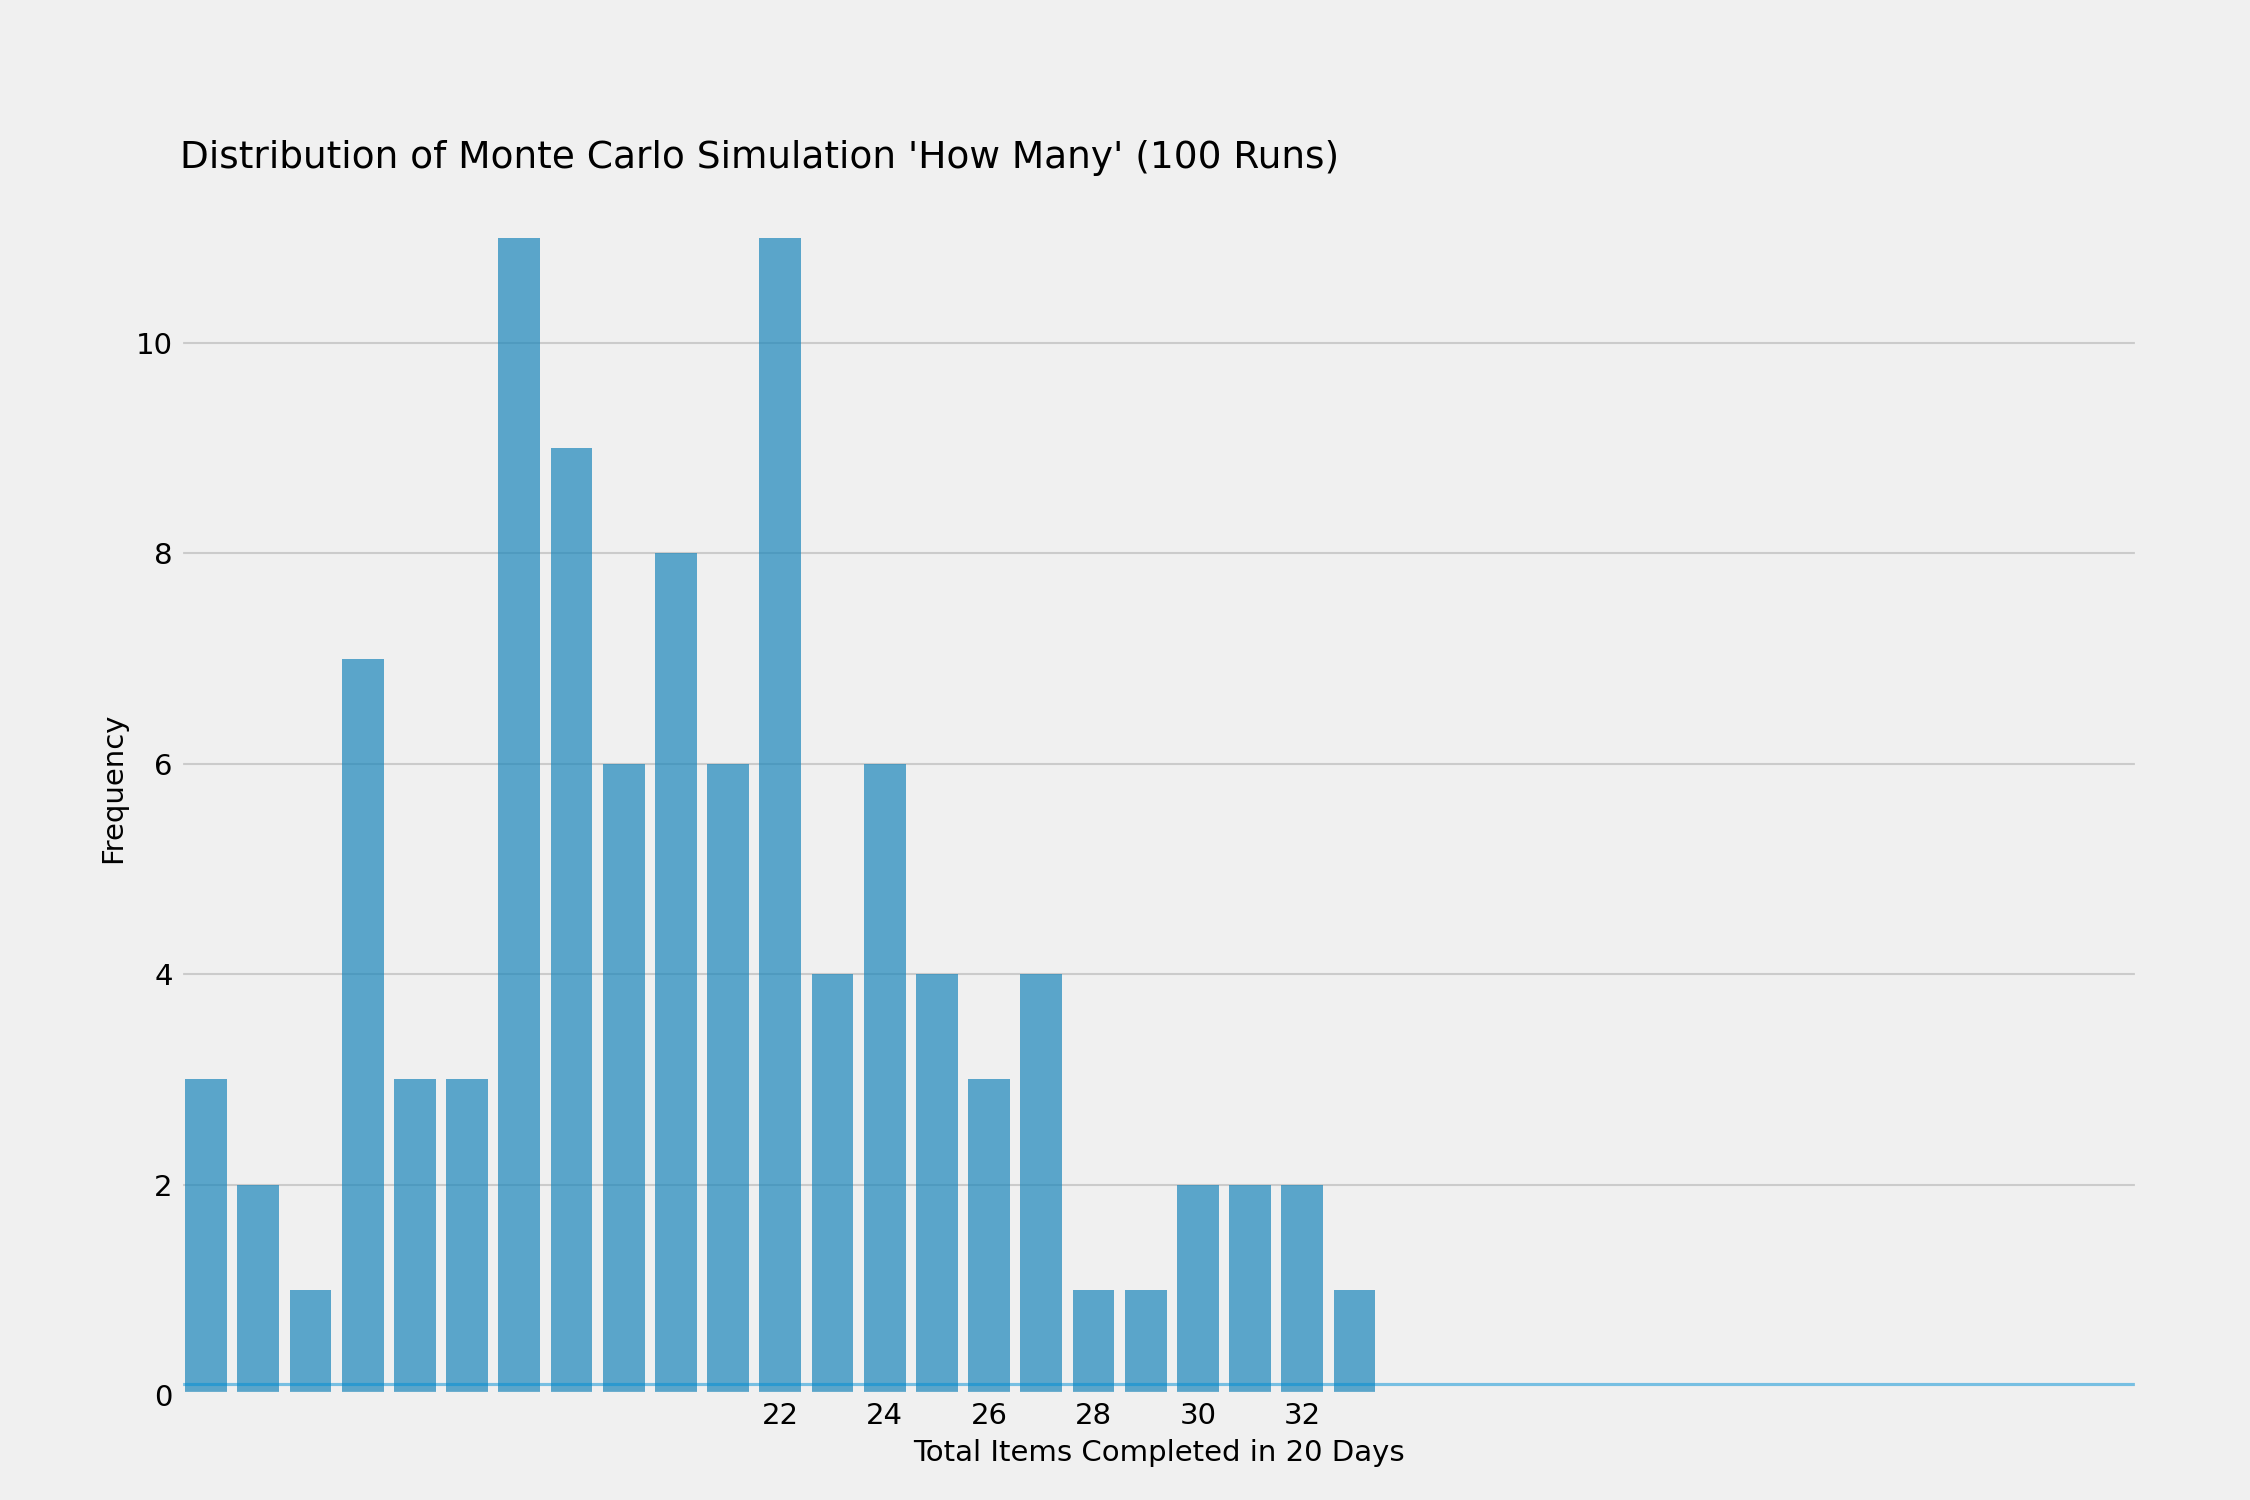 Distribution of Monte Carlo Simulation 'How Many' (100 Runs)
10
8
6
4
2
0
Frequency
22 24 26 28 30 32
Total Items Completed in 20 Days